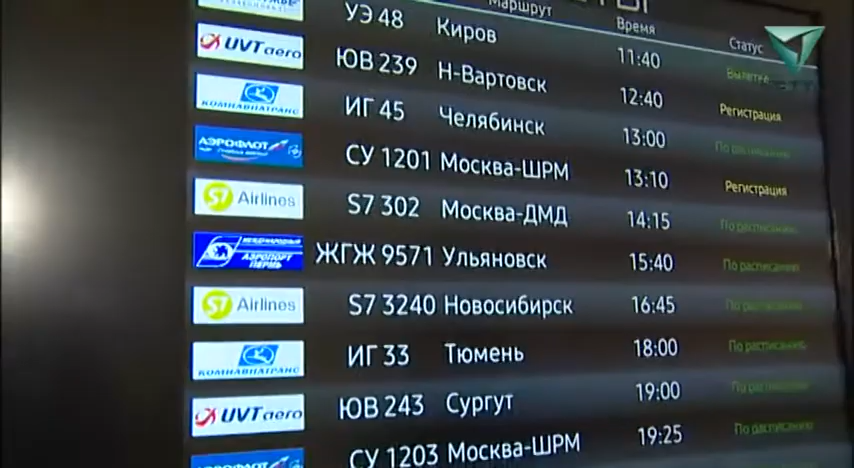 Маршрут Время Статус
УЭ 48 Киров 11:40 Вылетел
UVTaero ЮВ 239 Н-Вартовск 12:40 Регистрация
КОМИАВИАТРАНС ИГ 45 Челябинск 13:00 По расписанию
АЭРОФЛОТ СУ 1201 Москва-ШРМ 13:10 Регистрация
S7 Airlines S7 302 Москва-ДМД 14:15 По расписанию
МЕЖДУНАРОДНЫЙ АЭРОПОРТ ПЕРМЬ ЖГЖ 9571 Ульяновск 15:40 По расписанию
S7 Airlines S7 3240 Новосибирск 16:45 По расписанию
КОМИАВИАТРАНС ИГ 33 Тюмень 18:00 По расписанию
UVTaero ЮВ 243 Сургут 19:00 По расписанию
АЭРОФЛОТ СУ 1203 Москва-ШРМ 19:25 По расписанию